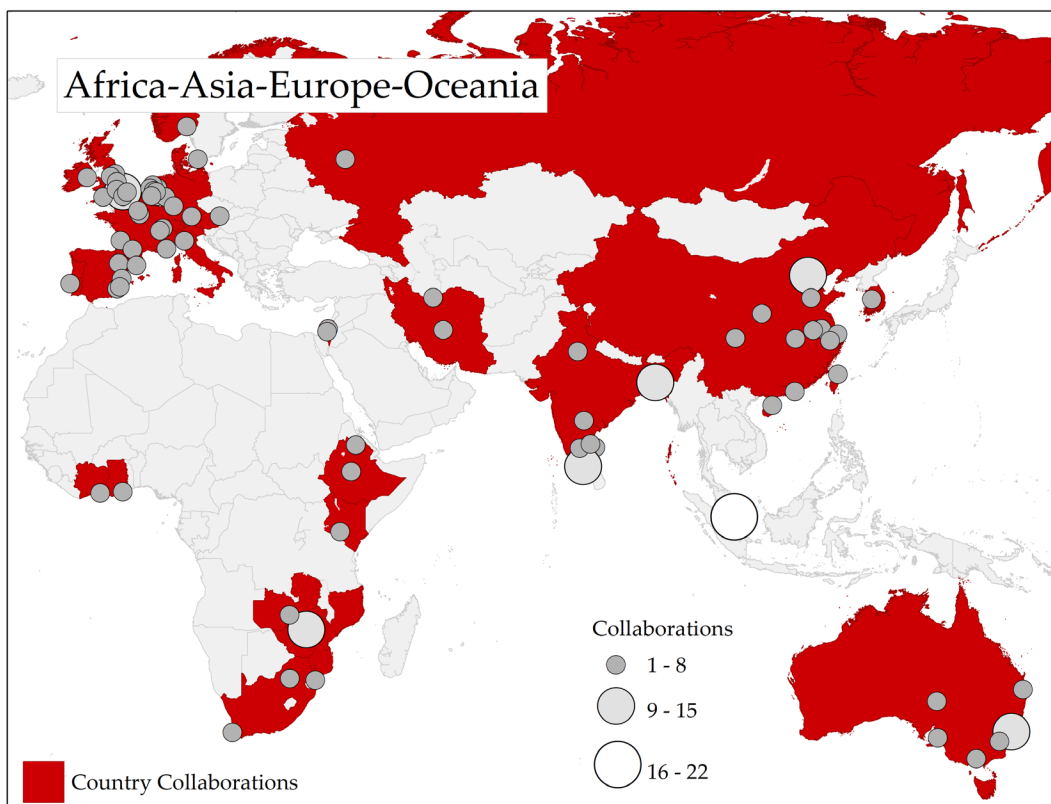 Africa-Asia-Europe-Oceania
Collaborations
1 - 8
9 - 15
16 - 22
Country Collaborations